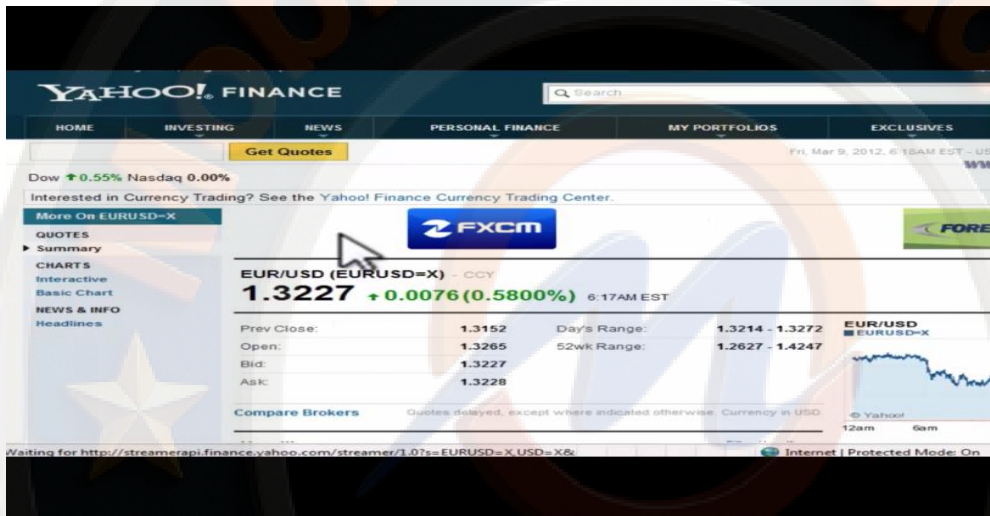 YAHOO! FINANCE
Search
HOME INVESTING NEWS PERSONAL FINANCE MY PORTFOLIOS EXCLUSIVES
Get Quotes
Fri, Mar 9, 2012, 6:18AM EST - US
Dow 0.55% Nasdaq 0.00%
Interested in Currency Trading? See the Yahoo! Finance Currency Trading Center.
More On EURUSD=X
QUOTES
Summary
CHARTS
Interactive
Basic Chart
NEWS & INFO
Headlines
FXCM
FORE
EUR/USD (EURUSD=X) - CCY
1.3227 0.0076 (0.5800%) 6:17AM EST
Prev Close: 1.3152 Day's Range: 1.3214 - 1.3272
Open: 1.3265 52wk Range: 1.2627 - 1.4247
Bid: 1.3227
Ask: 1.3228
EUR/USD
EURUSD=X
© Yahoo!
12am 6am
Compare Brokers Quotes delayed, except where indicated otherwise. Currency in USD.
Waiting for http://streamerapi.finance.yahoo.com/streamer/1.0?s=EURUSD=X,USD=X&
Internet | Protected Mode: On